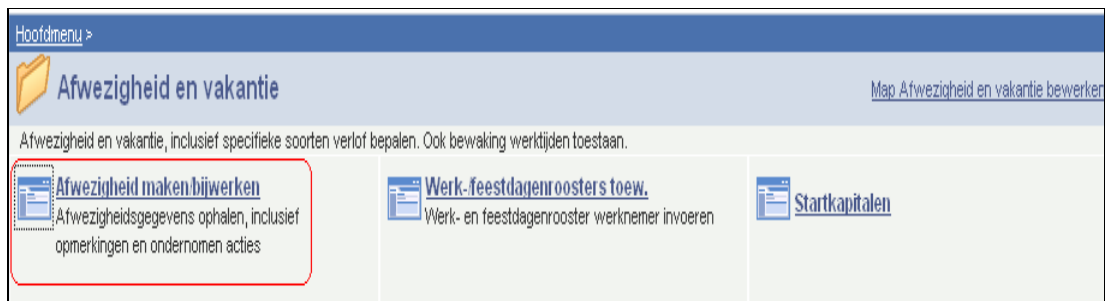 Hoofdmenu >
Afwezigheid en vakantie
Map Afwezigheid en vakantie bewerken
Afwezigheid en vakantie, inclusief specifieke soorten verlof bepalen. Ook bewaking werktijden toestaan.
Afwezigheid maken/bijwerken
Afwezigheidsgegevens ophalen, inclusief
opmerkingen en ondernomen acties
Werk-/feestdagenroosters toew.
Werk- en feestdagenrooster werknemer invoeren
Startkapitalen